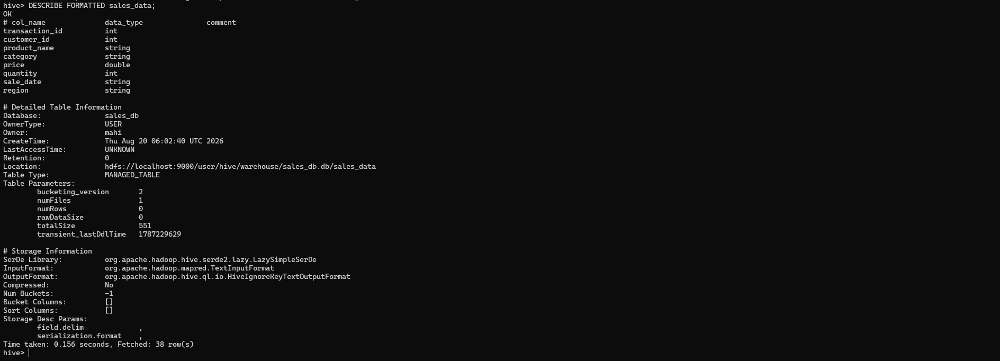 hive> DESCRIBE FORMATTED sales_data;
OK
# col_name data_type comment
transaction_id int
customer_id int
product_name string
category string
price double
quantity int
sale_date string
region string
# Detailed Table Information
Database: sales_db
OwnerType: USER
Owner: mahi
CreateTime: Thu Aug 20 06:02:40 UTC 2026
LastAccessTime: UNKNOWN
Retention: 0
Location: hdfs://localhost:9000/user/hive/warehouse/sales_db.db/sales_data
Table Type: MANAGED_TABLE
Table Parameters:
bucketing_version 2
numFiles 1
numRows 0
rawDataSize 0
totalSize 551
transient_lastDdlTime 1787229629
# Storage Information
SerDe Library: org.apache.hadoop.hive.serde2.lazy.LazySimpleSerDe
InputFormat: org.apache.hadoop.mapred.TextInputFormat
OutputFormat: org.apache.hadoop.hive.ql.io.HiveIgnoreKeyTextOutputFormat
Compressed: No
Num Buckets: -1
Bucket Columns: []
Sort Columns: []
Storage Desc Params:
field.delim ,
serialization.format ,
Time taken: 0.156 seconds, Fetched: 38 row(s)
hive>